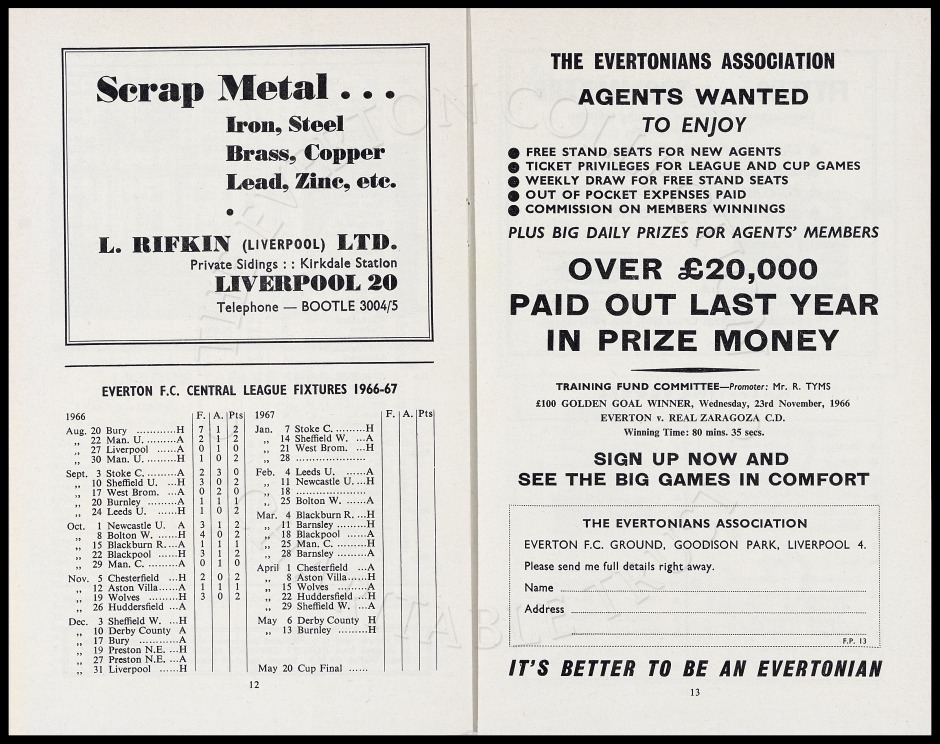 Scrap Metal . . .
Iron, Steel
Brass, Copper
Lead, Zinc, etc.
•
L. RIFKIN (LIVERPOOL) LTD.
Private Sidings : : Kirkdale Station
LIVERPOOL 20
Telephone — BOOTLE 3004/5
EVERTON F.C. CENTRAL LEAGUE FIXTURES 1966-67
1966 F. A. Pts
Aug. 20 Bury ............H 7 1 2
„ 22 Man. U. .........A 2 1 2
„ 27 Liverpool ......A 0 1 0
„ 30 Man. U. .........H 1 0 2
Sept. 3 Stoke C. .........A 2 3 0
„ 10 Sheffield U. ...H 3 0 2
„ 17 West Brom. ...A 0 2 0
„ 20 Burnley .........A 1 1 1
„ 24 Leeds U. .........H 1 0 2
Oct. 1 Newcastle U. A 3 1 2
„ 8 Bolton W. ......H 4 0 2
„ 15 Blackburn R....A 1 1 1
„ 22 Blackpool ......H 3 1 2
„ 29 Man. C. .........A 0 1 0
Nov. 5 Chesterfield ...H 2 0 2
„ 12 Aston Villa......A 1 1 1
„ 19 Wolves .........H 3 0 2
„ 26 Huddersfield ...A
Dec. 3 Sheffield W. ...H
„ 10 Derby County A
„ 17 Bury ............A
„ 19 Preston N.E. ...H
„ 27 Preston N.E. ...A
„ 31 Liverpool ......H
1967 F. A. Pts
Jan. 7 Stoke C. .........H
„ 14 Sheffield W. ...A
„ 21 West Brom. ...H
„ 28 .....................
Feb. 4 Leeds U. .........A
„ 11 Newcastle U. ...H
„ 18 .....................
„ 25 Bolton W. ......A
Mar. 4 Blackburn R. ...H
„ 11 Barnsley .........H
„ 18 Blackpool ......A
„ 25 Man. C. .........H
„ 28 Barnsley .........A
April 1 Chesterfield ...A
„ 8 Aston Villa......H
„ 15 Wolves .........A
„ 22 Huddersfield ...H
„ 29 Sheffield W. ...A
May 6 Derby County H
„ 13 Burnley .........H
May 20 Cup Final ......
12
THE EVERTONIANS ASSOCIATION
AGENTS WANTED
TO ENJOY
● FREE STAND SEATS FOR NEW AGENTS
● TICKET PRIVILEGES FOR LEAGUE AND CUP GAMES
● WEEKLY DRAW FOR FREE STAND SEATS
● OUT OF POCKET EXPENSES PAID
● COMMISSION ON MEMBERS WINNINGS
PLUS BIG DAILY PRIZES FOR AGENTS' MEMBERS
OVER £20,000
PAID OUT LAST YEAR
IN PRIZE MONEY
TRAINING FUND COMMITTEE—Promoter: Mr. R. TYMS
£100 GOLDEN GOAL WINNER, Wednesday, 23rd November, 1966
EVERTON v. REAL ZARAGOZA C.D.
Winning Time: 80 mins. 35 secs.
SIGN UP NOW AND
SEE THE BIG GAMES IN COMFORT
THE EVERTONIANS ASSOCIATION
EVERTON F.C. GROUND, GOODISON PARK, LIVERPOOL 4.
Please send me full details right away.
Name
Address
F.P. 13
IT'S BETTER TO BE AN EVERTONIAN
13